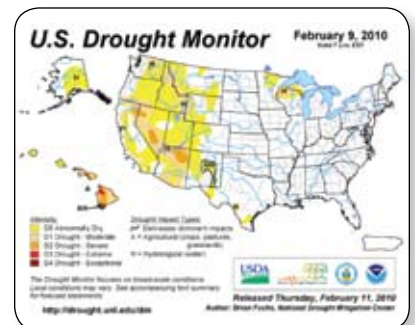 U.S. Drought Monitor
February 9, 2010
Intensity:
D0 Abnormally Dry
D1 Drought - Moderate
D2 Drought - Severe
D3 Drought - Extreme
D4 Drought - Exceptional
Drought Impact Types:
Delineates dominant impacts
A = Agricultural (crops, pastures,
grasslands)
H = Hydrological (water)
The Drought Monitor focuses on broad-scale conditions.
Local conditions may vary. See accompanying text summary
for forecast statements.
USDA
http://drought.unl.edu/dm
Released Thursday, February 11, 2010
Author: Brian Fuchs, National Drought Mitigation Center